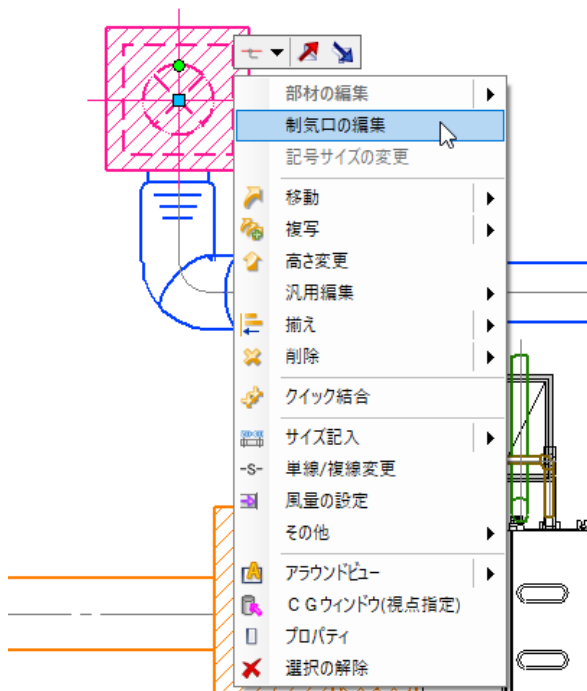 部材の編集
制気口の編集
記号サイズの変更
移動
複写
高さ変更
汎用編集
揃え
削除
クイック結合
サイズ記入
-S- 単線/複線変更
風量の設定
その他
アラウンドビュー
ＣＧウィンドウ(視点指定)
プロパティ
選択の解除